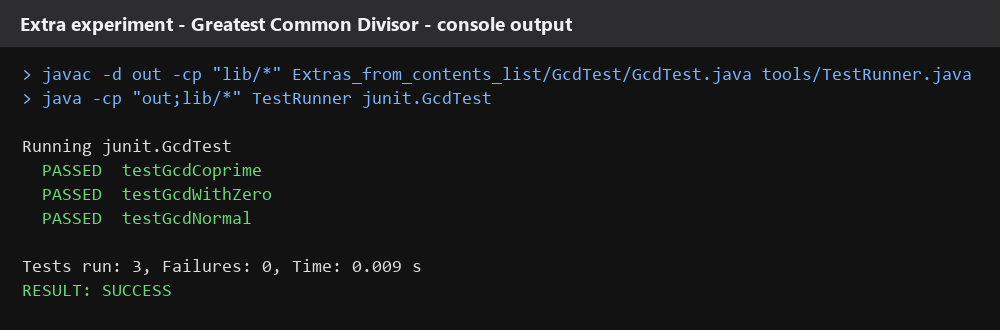 Extra experiment - Greatest Common Divisor - console output
> javac -d out -cp "lib/*" Extras_from_contents_list/GcdTest/GcdTest.java tools/TestRunner.java
> java -cp "out;lib/*" TestRunner junit.GcdTest
Running junit.GcdTest
PASSED  testGcdCoprime
PASSED  testGcdWithZero
PASSED  testGcdNormal
Tests run: 3, Failures: 0, Time: 0.009 s
RESULT: SUCCESS